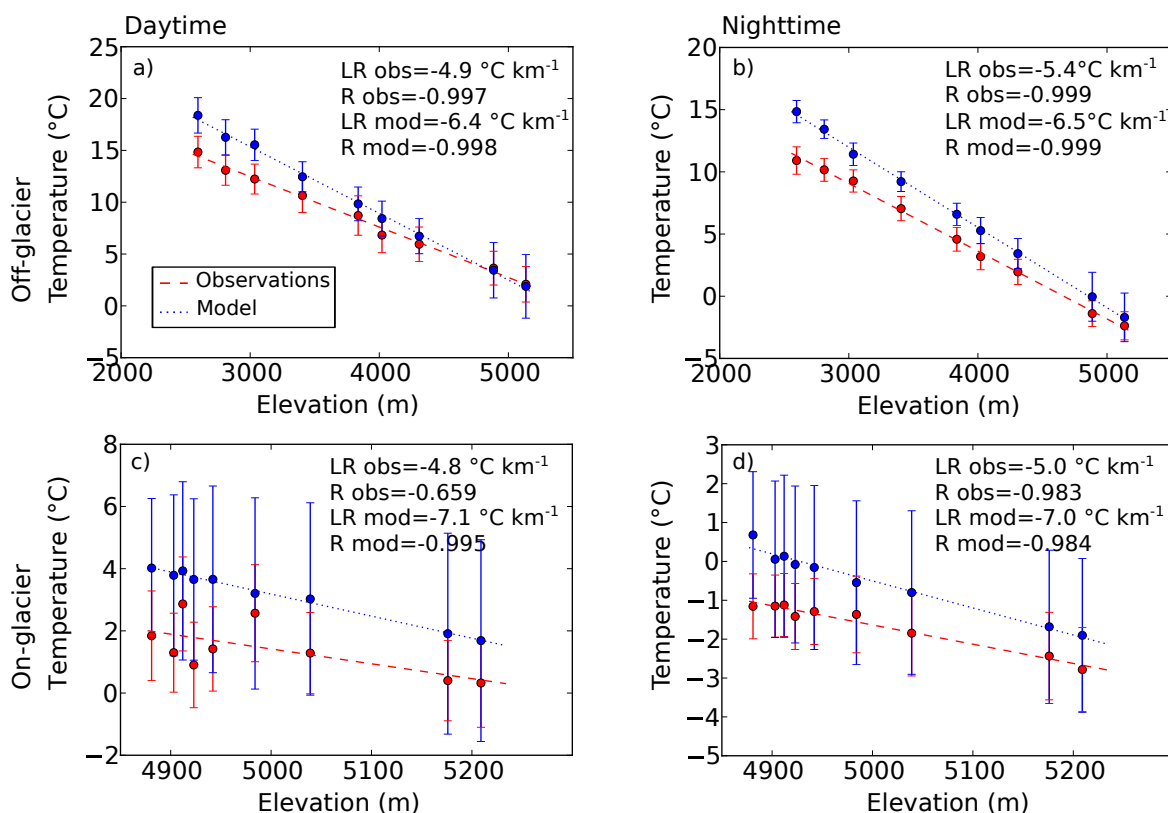 Daytime
Nighttime
a)
LR obs=-4.9 °C km-1
R obs=-0.997
LR mod=-6.4 °C km-1
R mod=-0.998
25
20
15
10
5
0
−5
Off-glacier
Temperature (°C)
Observations
Model
2000
3000
4000
5000
Elevation (m)
b)
LR obs=-5.4°C km-1
R obs=-0.999
LR mod=-6.5°C km-1
R mod=-0.999
20
15
10
5
0
−5
Temperature (°C)
2000
3000
4000
5000
Elevation (m)
c)
LR obs=-4.8 °C km-1
R obs=-0.659
LR mod=-7.1 °C km-1
R mod=-0.995
8
6
4
2
0
−2
On-glacier
Temperature (°C)
4900
5000
5100
5200
Elevation (m)
d)
LR obs=-5.0 °C km-1
R obs=-0.983
LR mod=-7.0 °C km-1
R mod=-0.984
3
2
1
0
−1
−2
−3
−4
−5
Temperature (°C)
4900
5000
5100
5200
Elevation (m)